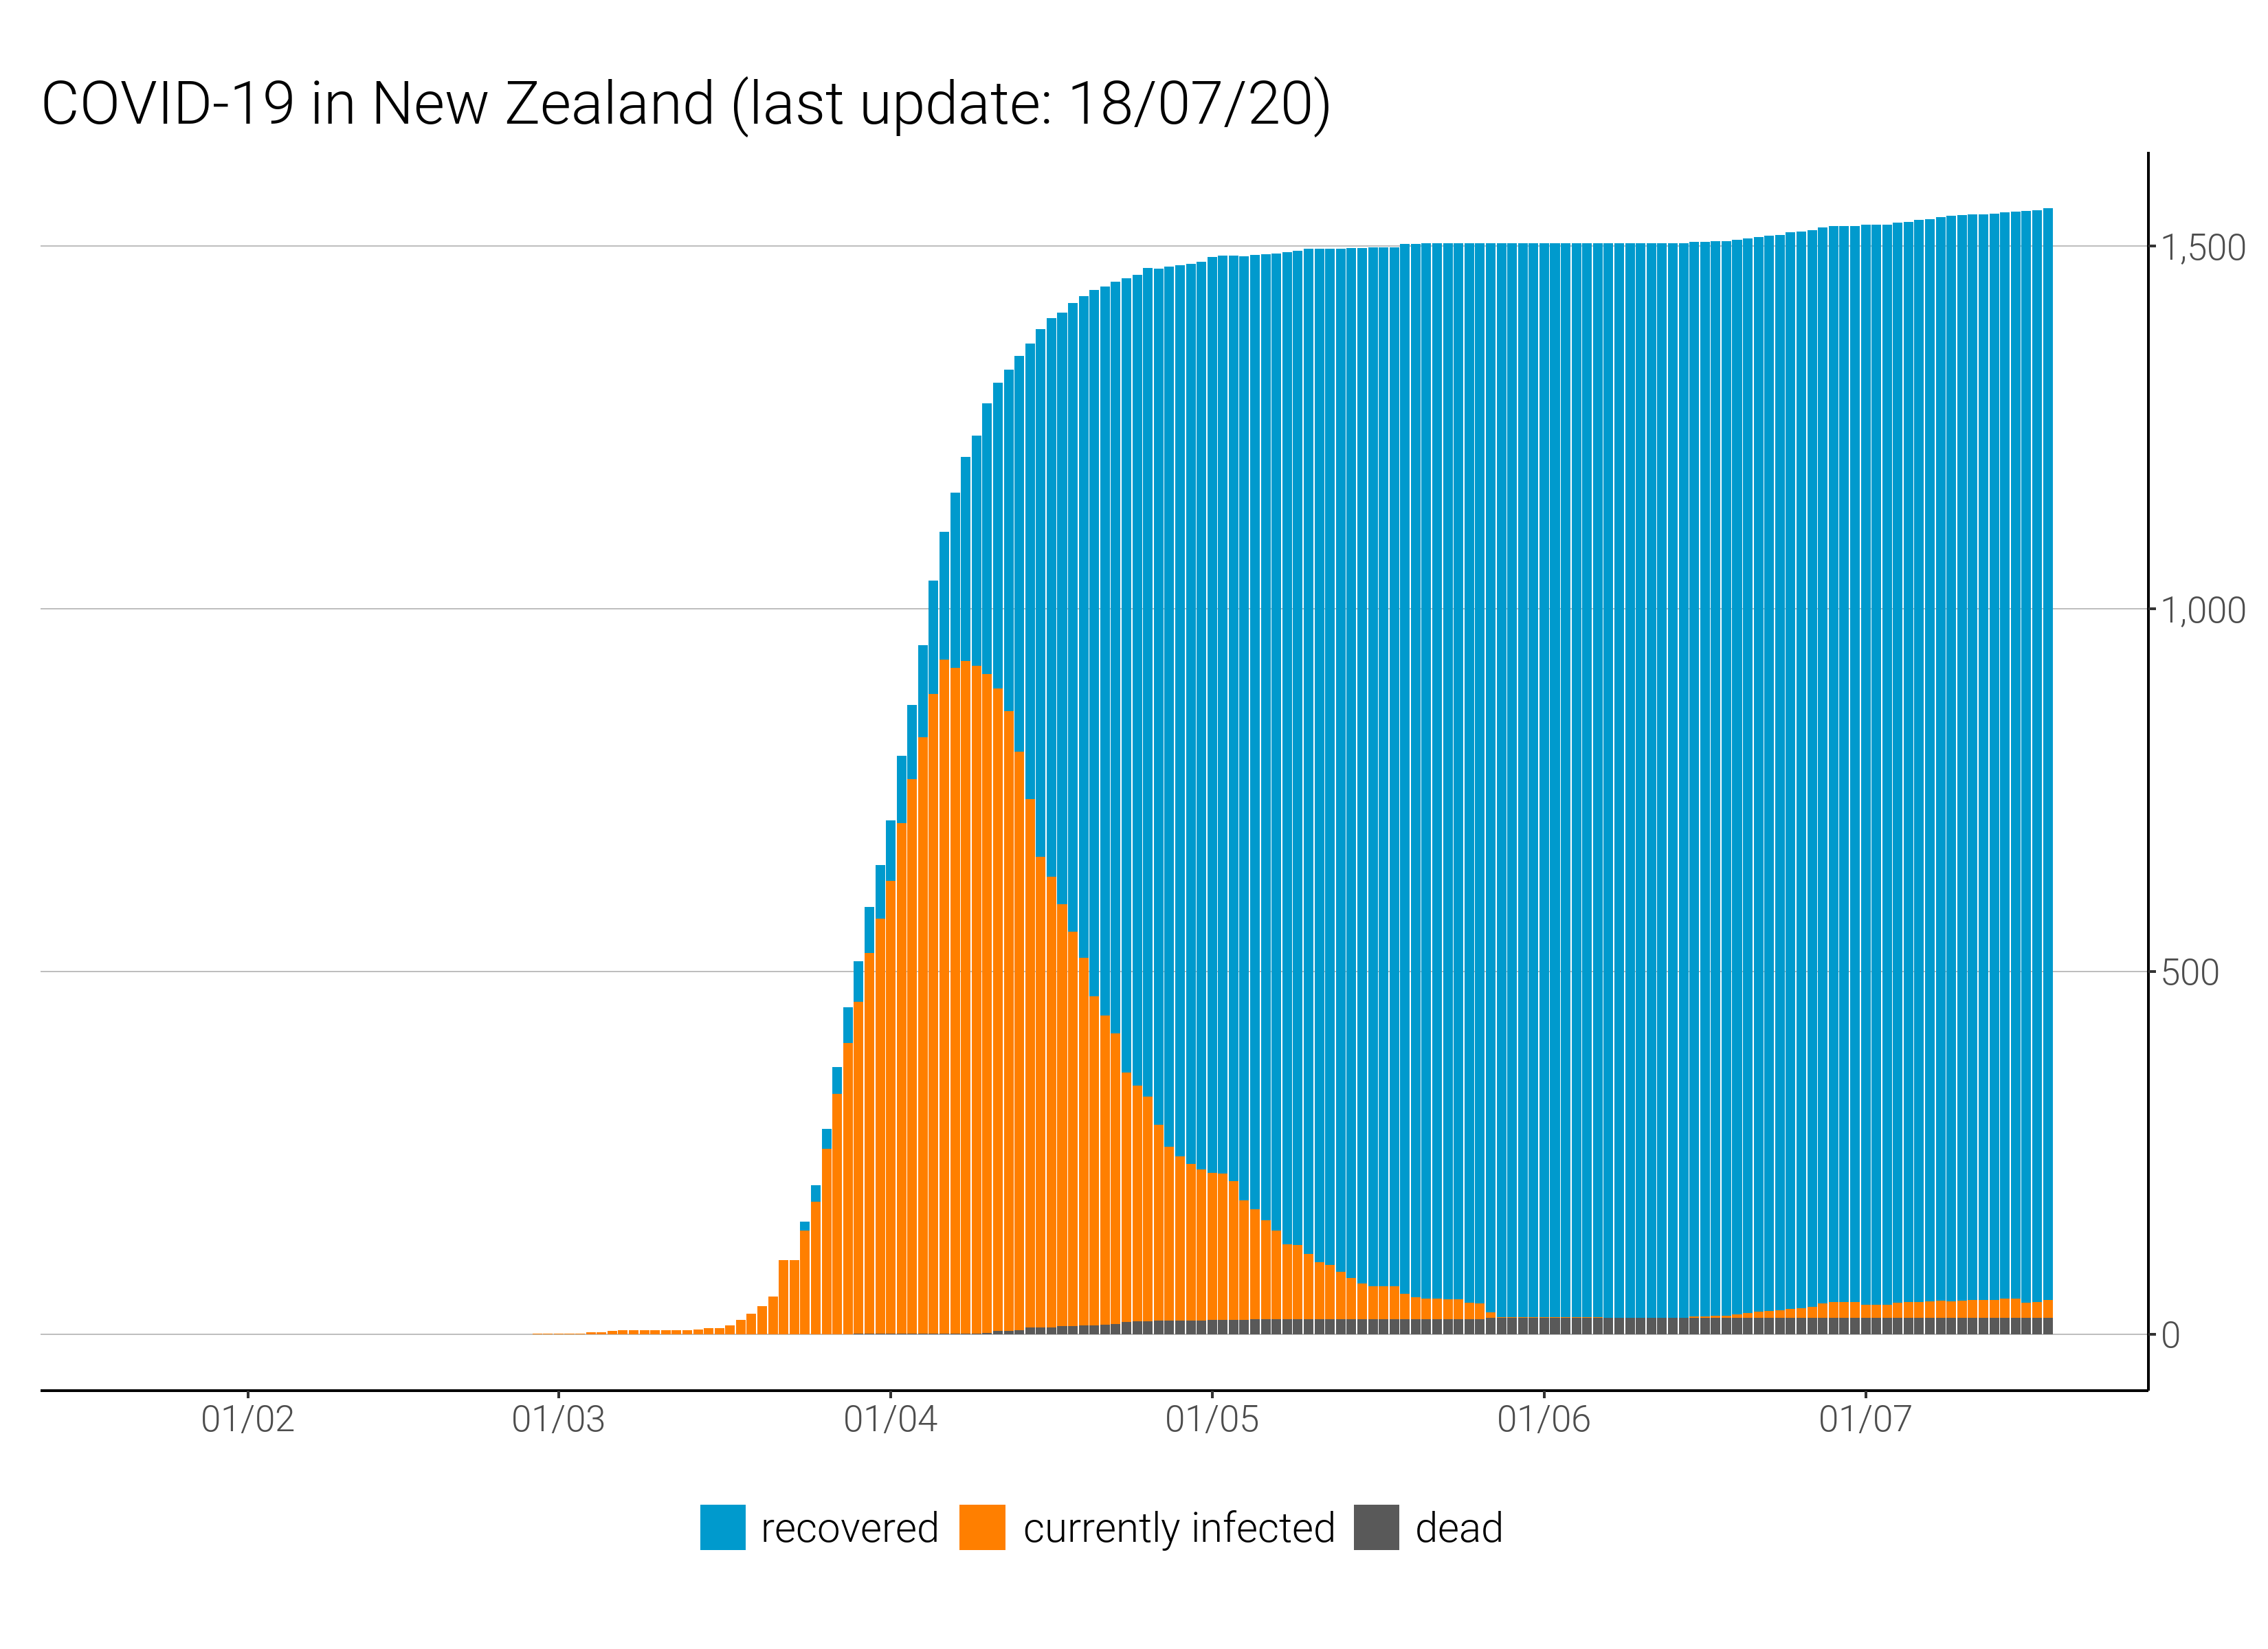 COVID-19 in New Zealand (last update: 18/07/20)
1,500
1,000
500
0
01/02 01/03 01/04 01/05 01/06 01/07
recovered currently infected dead